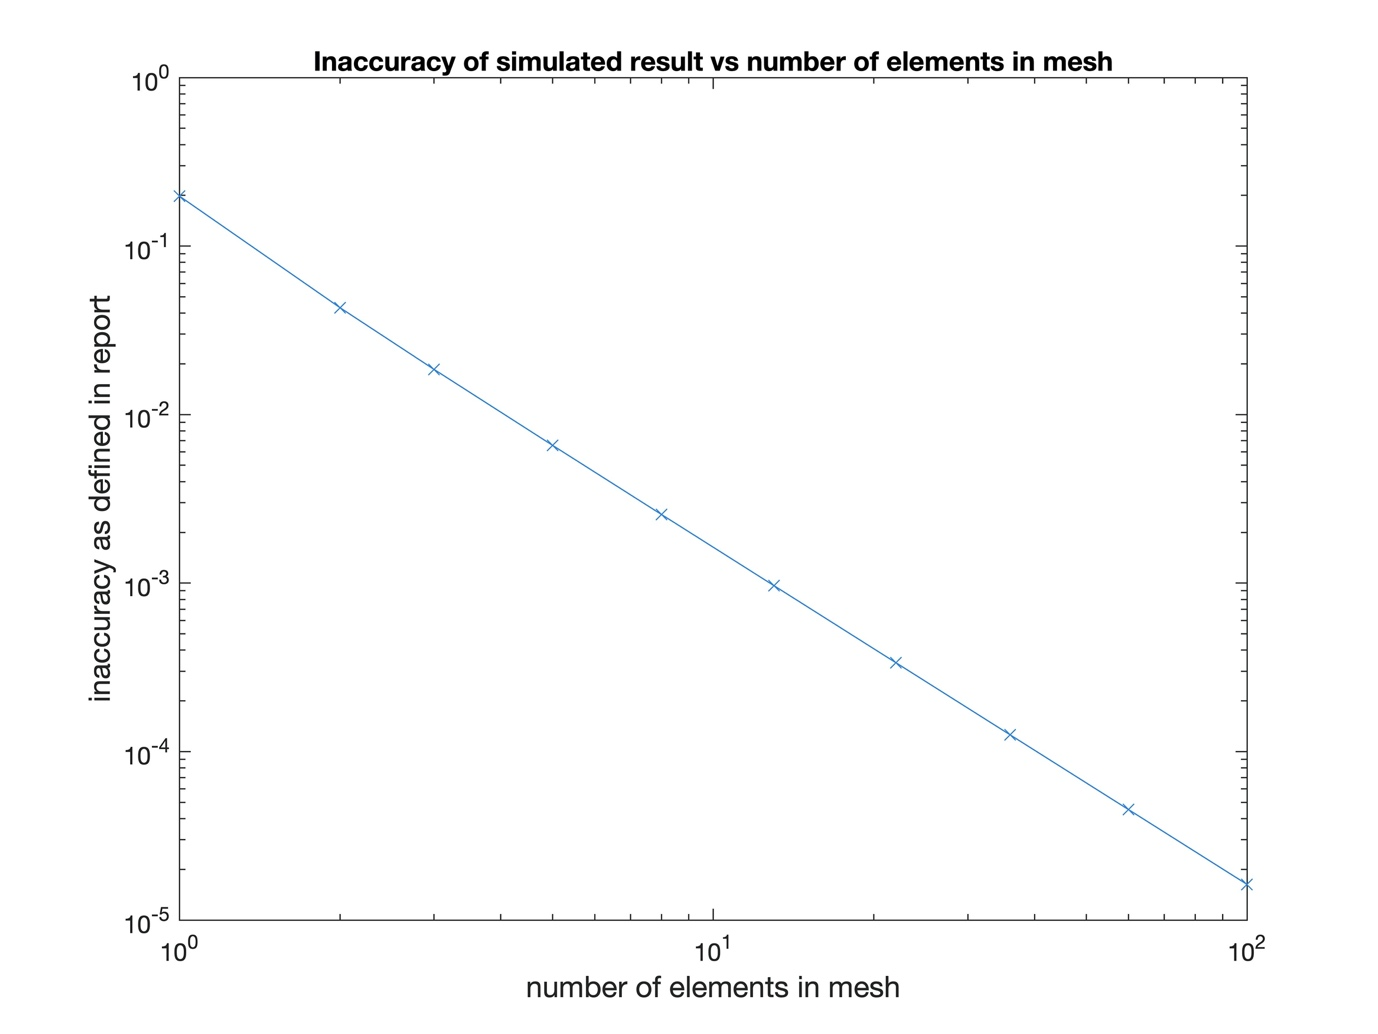 Inaccuracy of simulated result vs number of elements in mesh
10^0
10^-1
10^-2
10^-3
10^-4
10^-5
inaccuracy as defined in report
10^0 10^1 10^2
number of elements in mesh